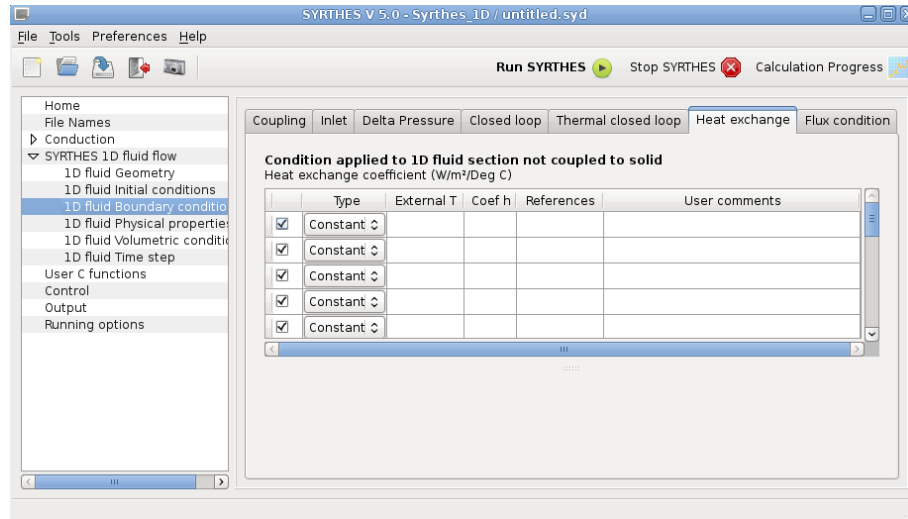 SYRTHES V 5.0 - Syrthes_1D / untitled.syd
File Tools Preferences Help
Run SYRTHES Stop SYRTHES Calculation Progress
Home
File Names
Conduction
SYRTHES 1D fluid flow
1D fluid Geometry
1D fluid Initial conditions
1D fluid Boundary conditio
1D fluid Physical properties
1D fluid Volumetric conditi
1D fluid Time step
User C functions
Control
Output
Running options
Coupling Inlet Delta Pressure Closed loop Thermal closed loop Heat exchange Flux condition
Condition applied to 1D fluid section not coupled to solid
Heat exchange coefficient (W/m²/Deg C)
Type External T Coef h References User comments
Constant
Constant
Constant
Constant
Constant